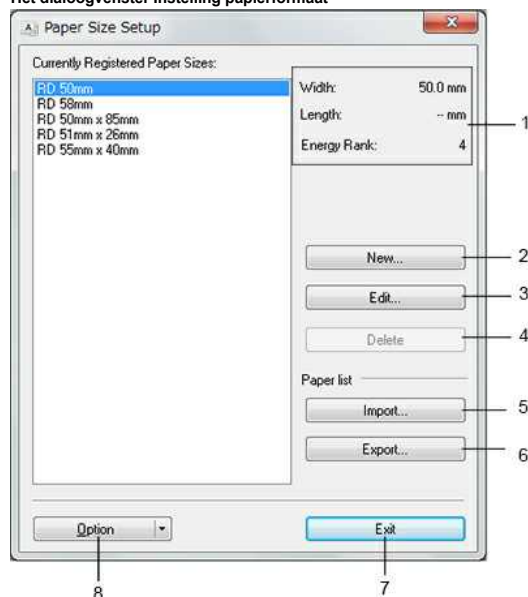 Het dialoogvenster Instelling papierformaat
Paper Size Setup
Currently Registered Paper Sizes:
RD 50mm
RD 58mm
RD 50mm x 85mm
RD 51mm x 26mm
RD 55mm x 40mm
Width: 50.0 mm
Length: -- mm
Energy Rank: 4
1
New... 2
Edit... 3
Delete 4
Paper list
Import... 5
Export... 6
Option Exit
8 7